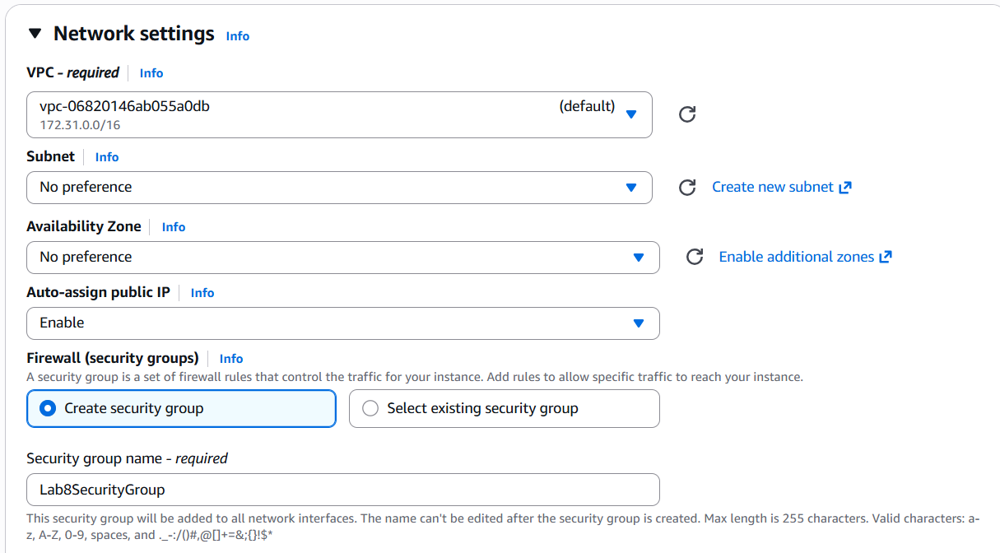 Network settings Info
VPC - required Info
vpc-06820146ab055a0db (default)
172.31.0.0/16
Subnet Info
No preference Create new subnet
Availability Zone Info
No preference Enable additional zones
Auto-assign public IP Info
Enable
Firewall (security groups) Info
A security group is a set of firewall rules that control the traffic for your instance. Add rules to allow specific traffic to reach your instance.
Create security group Select existing security group
Security group name - required
Lab8SecurityGroup
This security group will be added to all network interfaces. The name can't be edited after the security group is created. Max length is 255 characters. Valid characters: a-
z, A-Z, 0-9, spaces, and ._-:/()#,@[]+=&;{}!$*